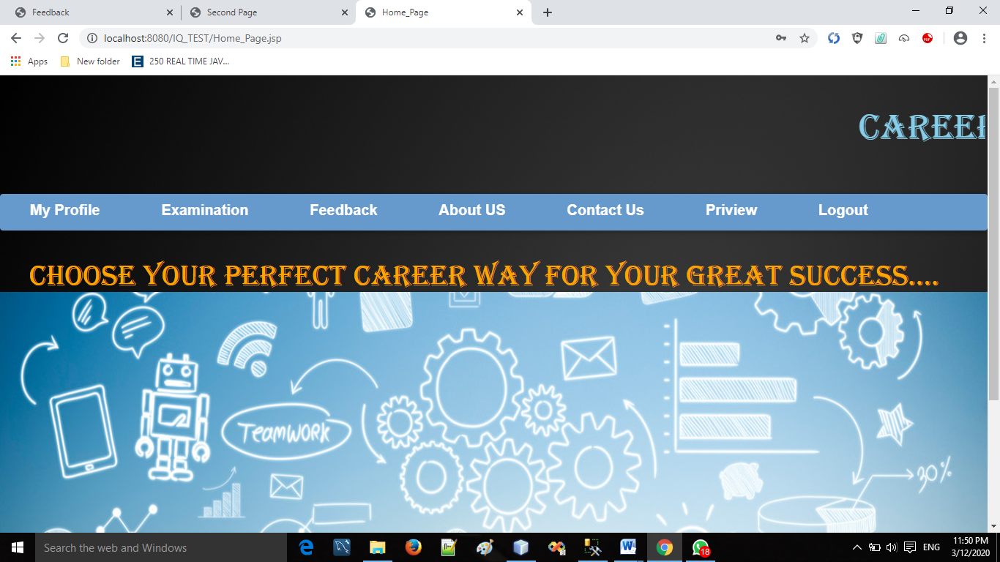 Feedback
Second Page
Home_Page
localhost:8080/IQ_TEST/Home_Page.jsp
Apps
New folder
E
250 REAL TIME JAV...
PDF
CAREER
My Profile
Examination
Feedback
About US
Contact Us
Priview
Logout
CHOOSE YOUR PERFECT CAREER WAY FOR YOUR GREAT SUCCESS....
TEAMWORK
30%
Search the web and Windows
18
ENG
11:50 PM
3/12/2020